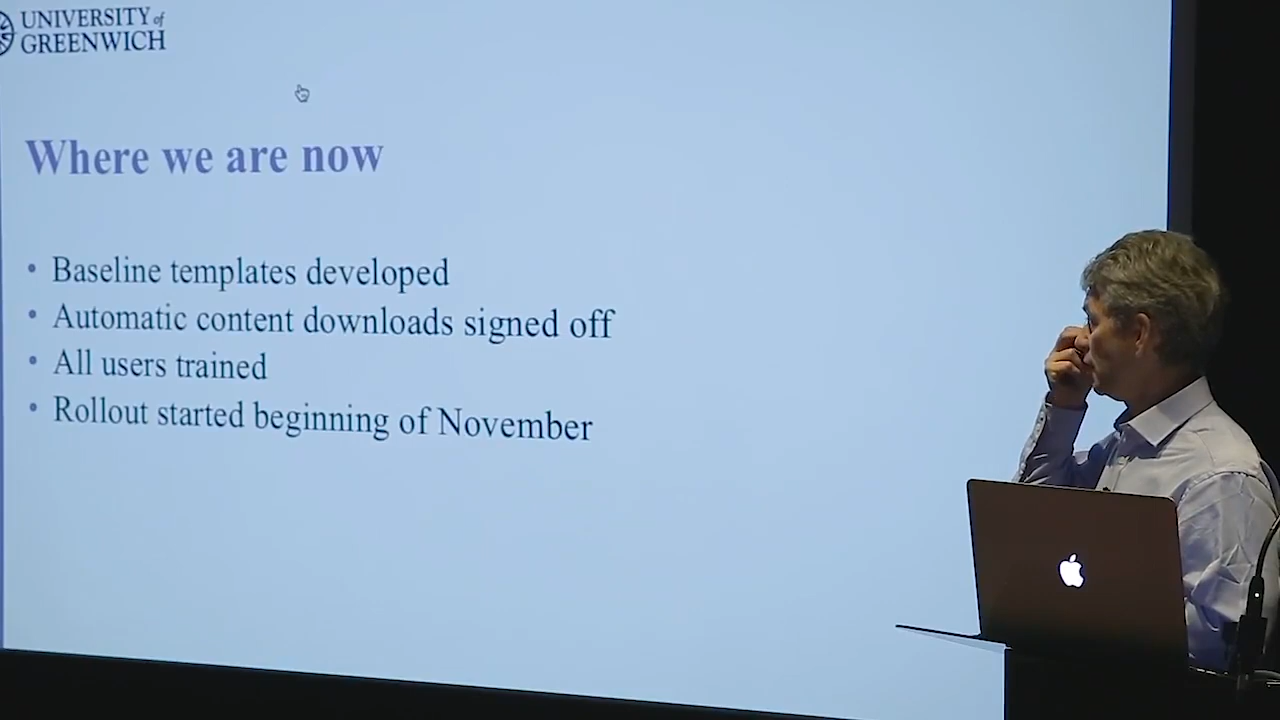 UNIVERSITY of
GREENWICH
Where we are now
• Baseline templates developed
• Automatic content downloads signed off
• All users trained
• Rollout started beginning of November